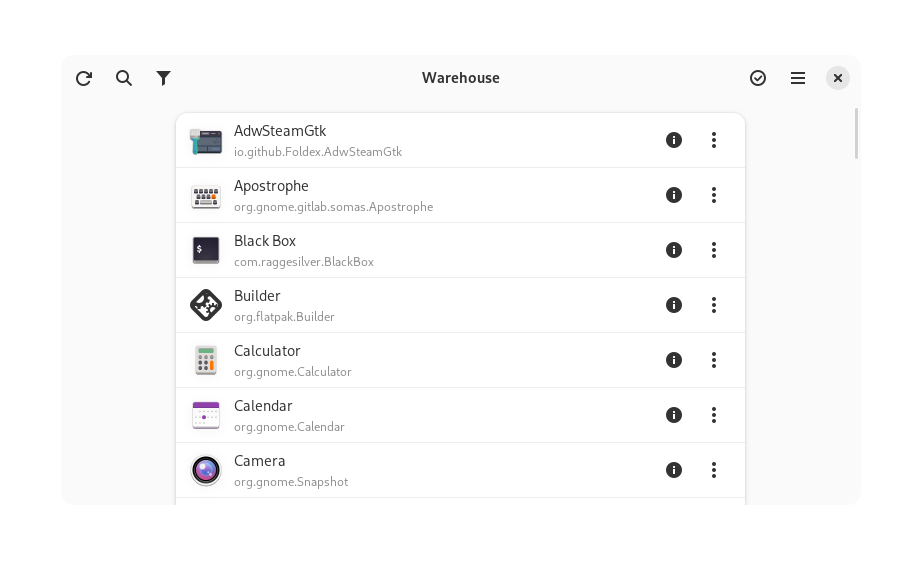 Warehouse
AdwSteamGtk
io.github.Foldex.AdwSteamGtk
Apostrophe
org.gnome.gitlab.somas.Apostrophe
$
Black Box
com.raggesilver.BlackBox
Builder
org.flatpak.Builder
Calculator
org.gnome.Calculator
Calendar
org.gnome.Calendar
Camera
org.gnome.Snapshot